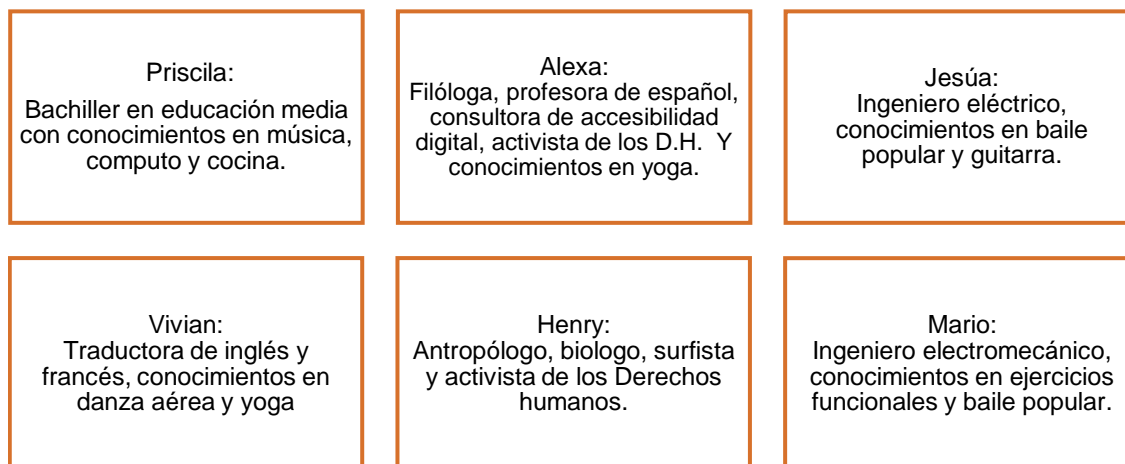 Priscila:
Bachiller en educación media
con conocimientos en música,
computo y cocina.
Alexa:
Filóloga, profesora de español,
consultora de accesibilidad
digital, activista de los D.H.  Y
conocimientos en yoga.
Jesúa:
Ingeniero eléctrico,
conocimientos en baile
popular y guitarra.
Vivian:
Traductora de inglés y
francés, conocimientos en
danza aérea y yoga
Henry:
Antropólogo, biologo, surfista
y activista de los Derechos
humanos.
Mario:
Ingeniero electromecánico,
conocimientos en ejercicios
funcionales y baile popular.